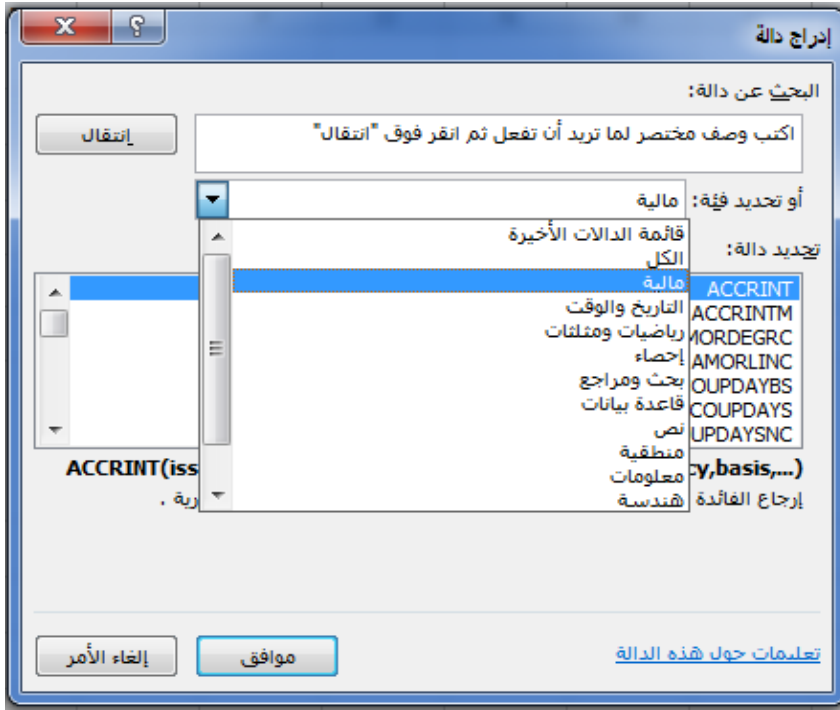 إدراج دالة
البحث عن دالة:
اكتب وصف مختصر لما تريد أن تفعل ثم انقر فوق "انتقال"
إنتقال
أو تحديد فئة: مالية
قائمة الدالات الأخيرة
الكل
مالية
التاريخ والوقت
رياضيات ومثلثات
إحصاء
بحث ومراجع
قاعدة بيانات
نص
منطقية
معلومات
هندسة
تحديد دالة:
ACCRINT
ACCRINTM
MORDEGRC
AMORLINC
OUPDAYBS
COUPDAYS
UPDAYSNC
ACCRINT(iss cy,basis,...)
إرجاع الفائدة رية .
تعليمات حول هذه الدالة
موافق
إلغاء الأمر